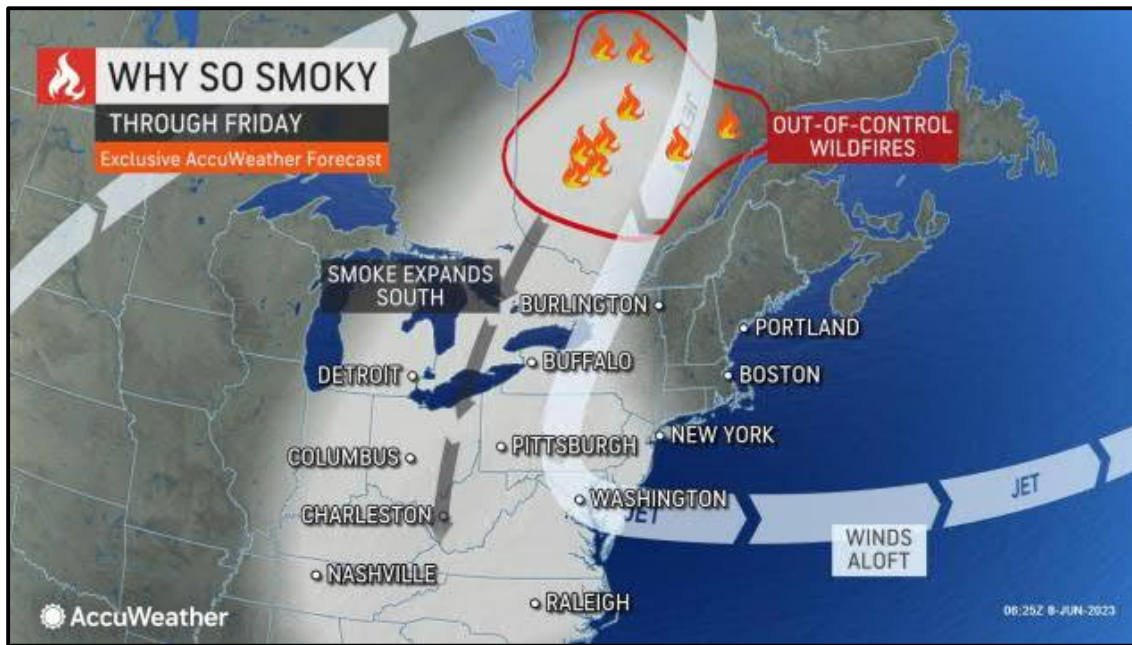 WHY SO SMOKY
THROUGH FRIDAY
Exclusive AccuWeather Forecast
JET
OUT-OF-CONTROL
WILDFIRES
SMOKE EXPANDS
SOUTH
BURLINGTON
PORTLAND
BUFFALO
DETROIT
BOSTON
NEW YORK
PITTSBURGH
COLUMBUS
WASHINGTON
CHARLESTON
JET
JET
WINDS
ALOFT
NASHVILLE
RALEIGH
AccuWeather
06:25Z 8-JUN-2023